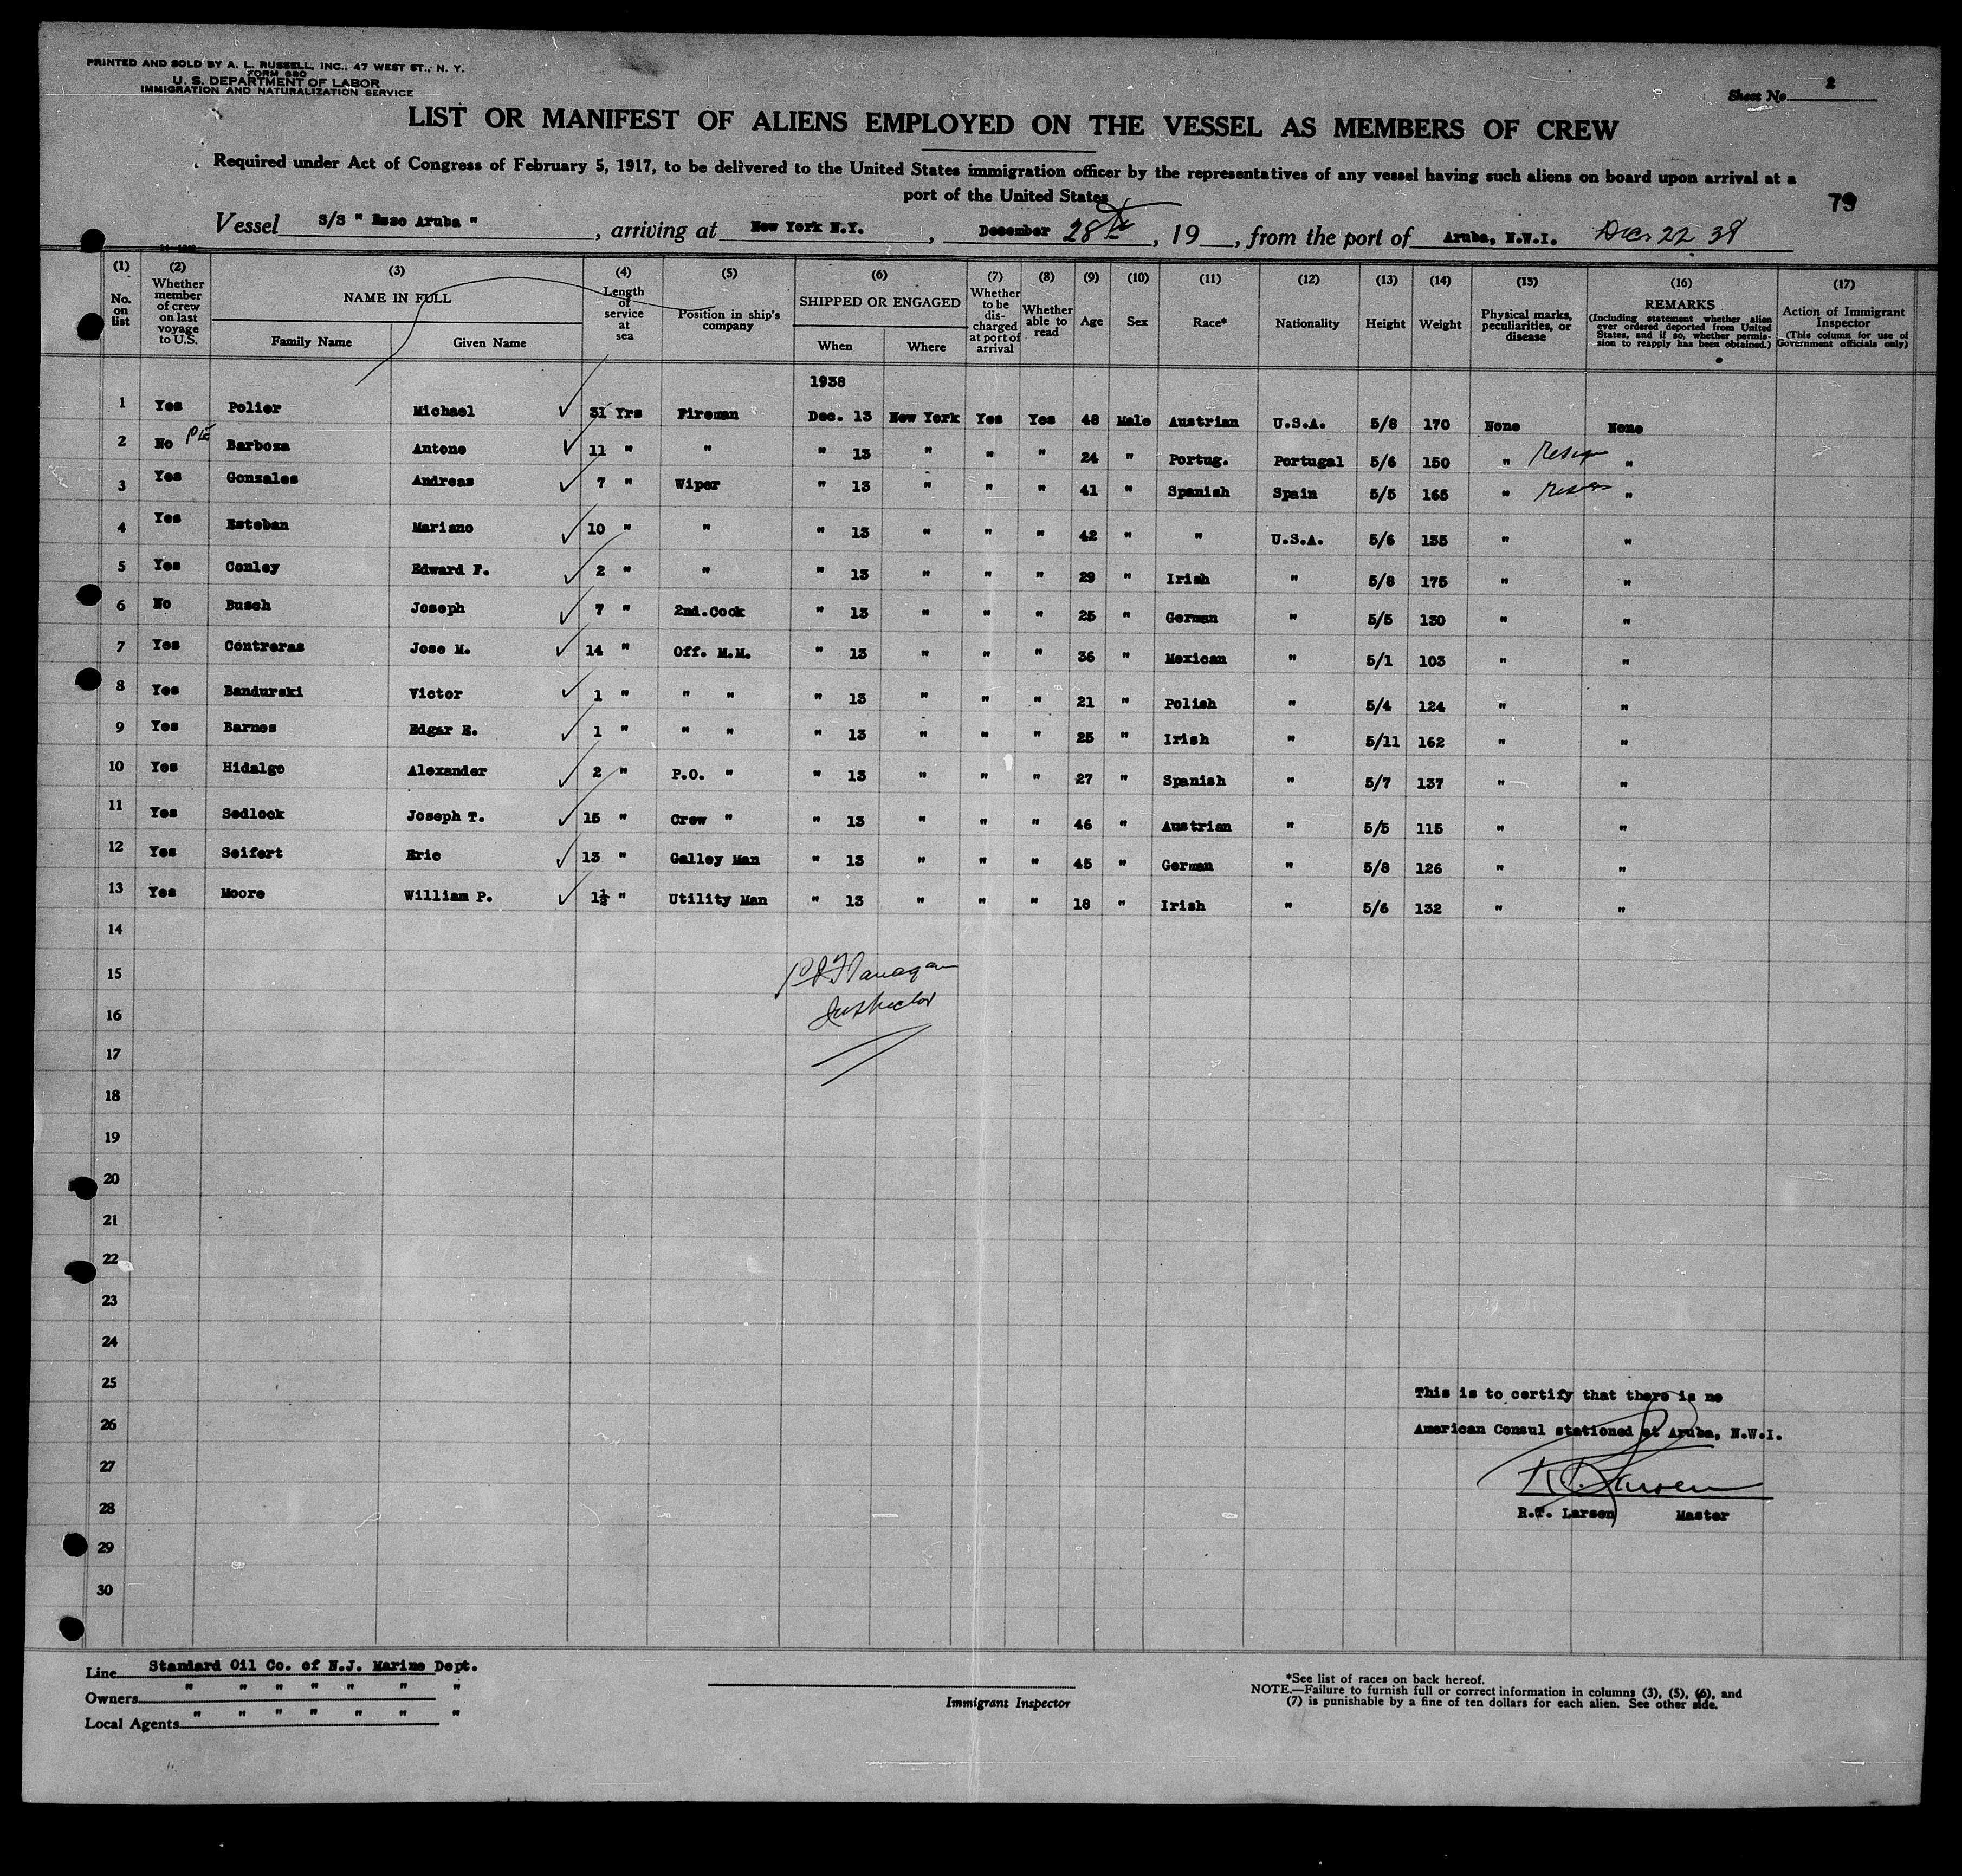 PRINTED AND SOLD BY A. L. RUSSELL, INC., 47 WEST ST., N. Y.
FORM 680
U. S. DEPARTMENT OF LABOR
IMMIGRATION AND NATURALIZATION SERVICE
Sheet No. 2
LIST OR MANIFEST OF ALIENS EMPLOYED ON THE VESSEL AS MEMBERS OF CREW
Required under Act of Congress of February 5, 1917, to be delivered to the United States immigration officer by the representatives of any vessel having such aliens on board upon arrival at a
port of the United States
79
Vessel S/S " Esso Aruba ", arriving at New York N.Y., December 28th, 19__, from the port of Aruba, N.W.I. Dec 22 38
(1) (2) (3) (4) (5) (6) (7) (8) (9) (10) (11) (12) (13) (14) (15) (16) (17)
No. on list
Whether member of crew on last voyage to U.S.
NAME IN FULL
Family Name Given Name
Length of service at sea
Position in ship's company
SHIPPED OR ENGAGED
When Where
Whether to be discharged at port of arrival
Whether able to read
Age
Sex
Race*
Nationality
Height
Weight
Physical marks, peculiarities, or disease
REMARKS
(Including statement whether alien ever ordered deported from United States, and if so, whether permission to reapply has been obtained.)
Action of Immigrant Inspector
(This column for use of Government officials only)
1938
1 Yes Polier Michael 31 Yrs Fireman Dec. 13 New York Yes Yes 48 Male Austrian U.S.A. 5/8 170 None None
2 No Barboza Antone 11 " " " 13 " " " 24 " Portug. Portugal 5/6 150 " "
3 Yes Gonzales Andreas 7 " Wiper " 13 " " " 41 " Spanish Spain 5/5 165 " "
4 Yes Esteban Mariano 10 " " " 13 " " " 42 " " U.S.A. 5/6 135 " "
5 Yes Conley Edward F. 2 " " " 13 " " " 29 " Irish " 5/8 175 " "
6 No Busch Joseph 7 " 2nd.Cook " 13 " " " 25 " German " 5/5 130 " "
7 Yes Contreras Jose M. 14 " Off. M.M. " 13 " " " 36 " Mexican " 5/1 103 " "
8 Yes Bandurski Victor 1 " " " " 13 " " " 21 " Polish " 5/4 124 " "
9 Yes Barnes Edgar E. 1 " " " " 13 " " " 25 " Irish " 5/11 162 " "
10 Yes Hidalgo Alexander 2 " P.O. " " 13 " " " 27 " Spanish " 5/7 137 " "
11 Yes Sedlock Joseph T. 15 " Crew " " 13 " " " 46 " Austrian " 5/5 115 " "
12 Yes Seifert Eric 13 " Galley Man " 13 " " " 45 " German " 5/8 126 " "
13 Yes Moore William P. 1½ " Utility Man " 13 " " " 18 " Irish " 5/6 132 " "
14
15
Flanagan
Inspector
16
17
18
19
20
21
22
23
24
25
This is to certify that there is no
26
American Consul stationed at Aruba, N.W.I.
27
R.T. Larsen
28
R.T. Larsen Master
29
30
Line Standard Oil Co. of N.J. Marine Dept.
Owners " " " " " " "
Local Agents " " " " " " "
Immigrant Inspector
*See list of races on back hereof.
NOTE.—Failure to furnish full or correct information in columns (3), (5), (6), and
(7) is punishable by a fine of ten dollars for each alien. See other side.